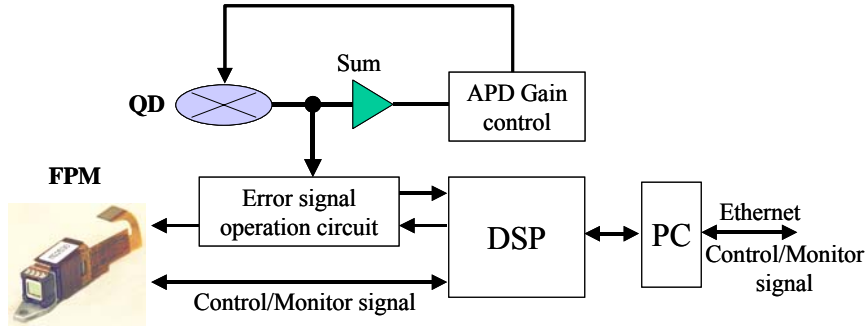 Sum
QD
APD Gain
control
FPM
Error signal
operation circuit
DSP
PC
Ethernet
Control/Monitor
signal
Control/Monitor signal